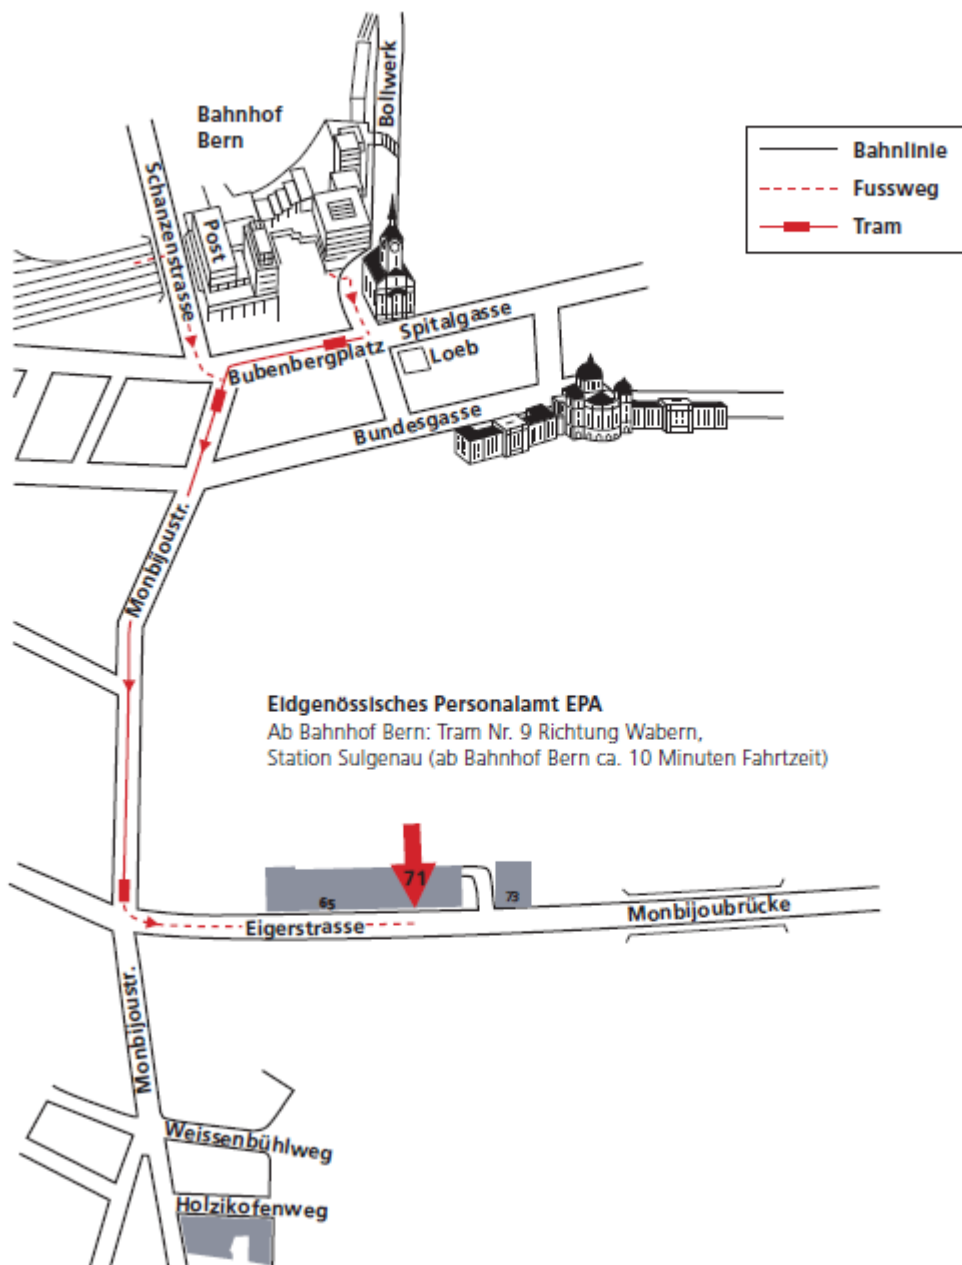 Bollwerk
Bahnhof
Bern
Bahnlinie
Fussweg
Tram
Schanzenstrasse
Post
Spitalgasse
Bubenbergplatz
Loeb
Bundesgasse
Monbijoustr.
Eidgenössisches Personalamt EPA
Ab Bahnhof Bern: Tram Nr. 9 Richtung Wabern,
Station Sulgenau (ab Bahnhof Bern ca. 10 Minuten Fahrtzeit)
71
65
73
Monbijoubrücke
Eigerstrasse
Monbijoustr.
Weissenbühlweg
Holzikofenweg